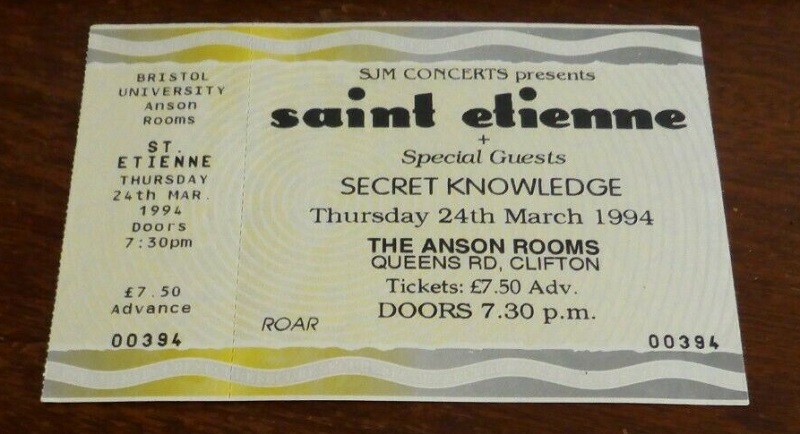 BRISTOL
UNIVERSITY
Anson
Rooms
ST.
ETIENNE
THURSDAY
24th MAR.
1994
Doors
7:30pm
£7.50
Advance
00394
SJM CONCERTS presents
saint etienne
+
Special Guests
SECRET KNOWLEDGE
Thursday 24th March 1994
THE ANSON ROOMS
QUEENS RD, CLIFTON
Tickets: £7.50 Adv.
DOORS 7.30 p.m.
ROAR
00394